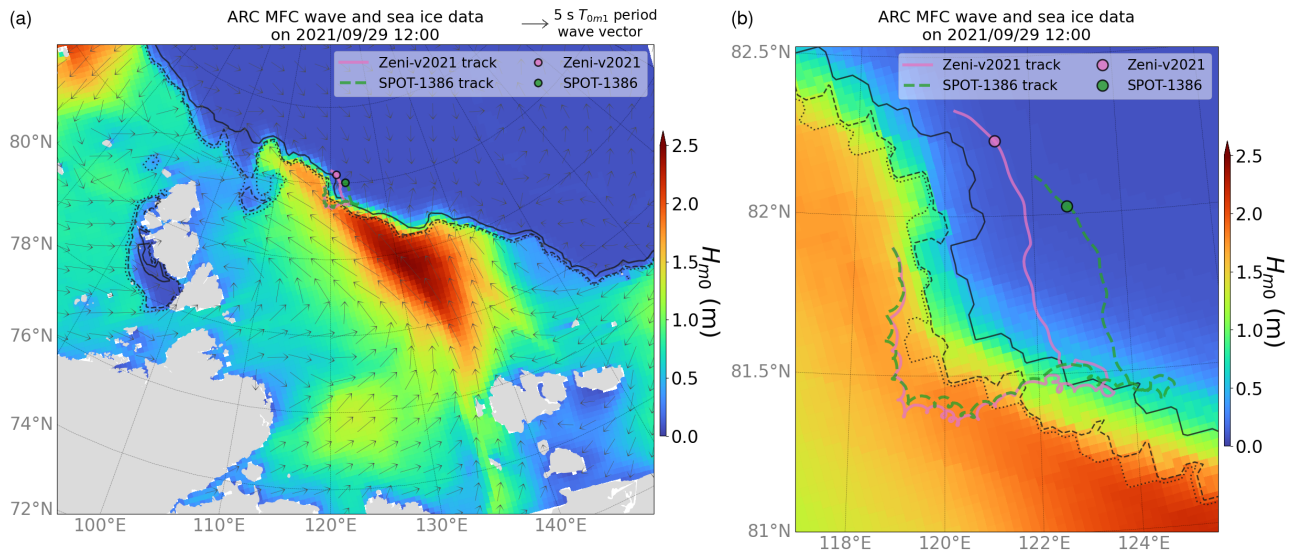 (a)
ARC MFC wave and sea ice data
on 2021/09/29 12:00
5 s T0m1 period
wave vector
Zeni-v2021 track
Zeni-v2021
SPOT-1386 track
SPOT-1386
80°N
78°N
76°N
74°N
72°N
100°E
110°E
120°E
130°E
140°E
2.5
2.0
1.5
1.0
0.5
0.0
Hm0 (m)
(b)
ARC MFC wave and sea ice data
on 2021/09/29 12:00
Zeni-v2021 track
Zeni-v2021
SPOT-1386 track
SPOT-1386
82.5°N
82°N
81.5°N
81°N
118°E
120°E
122°E
124°E
2.5
2.0
1.5
1.0
0.5
0.0
Hm0 (m)